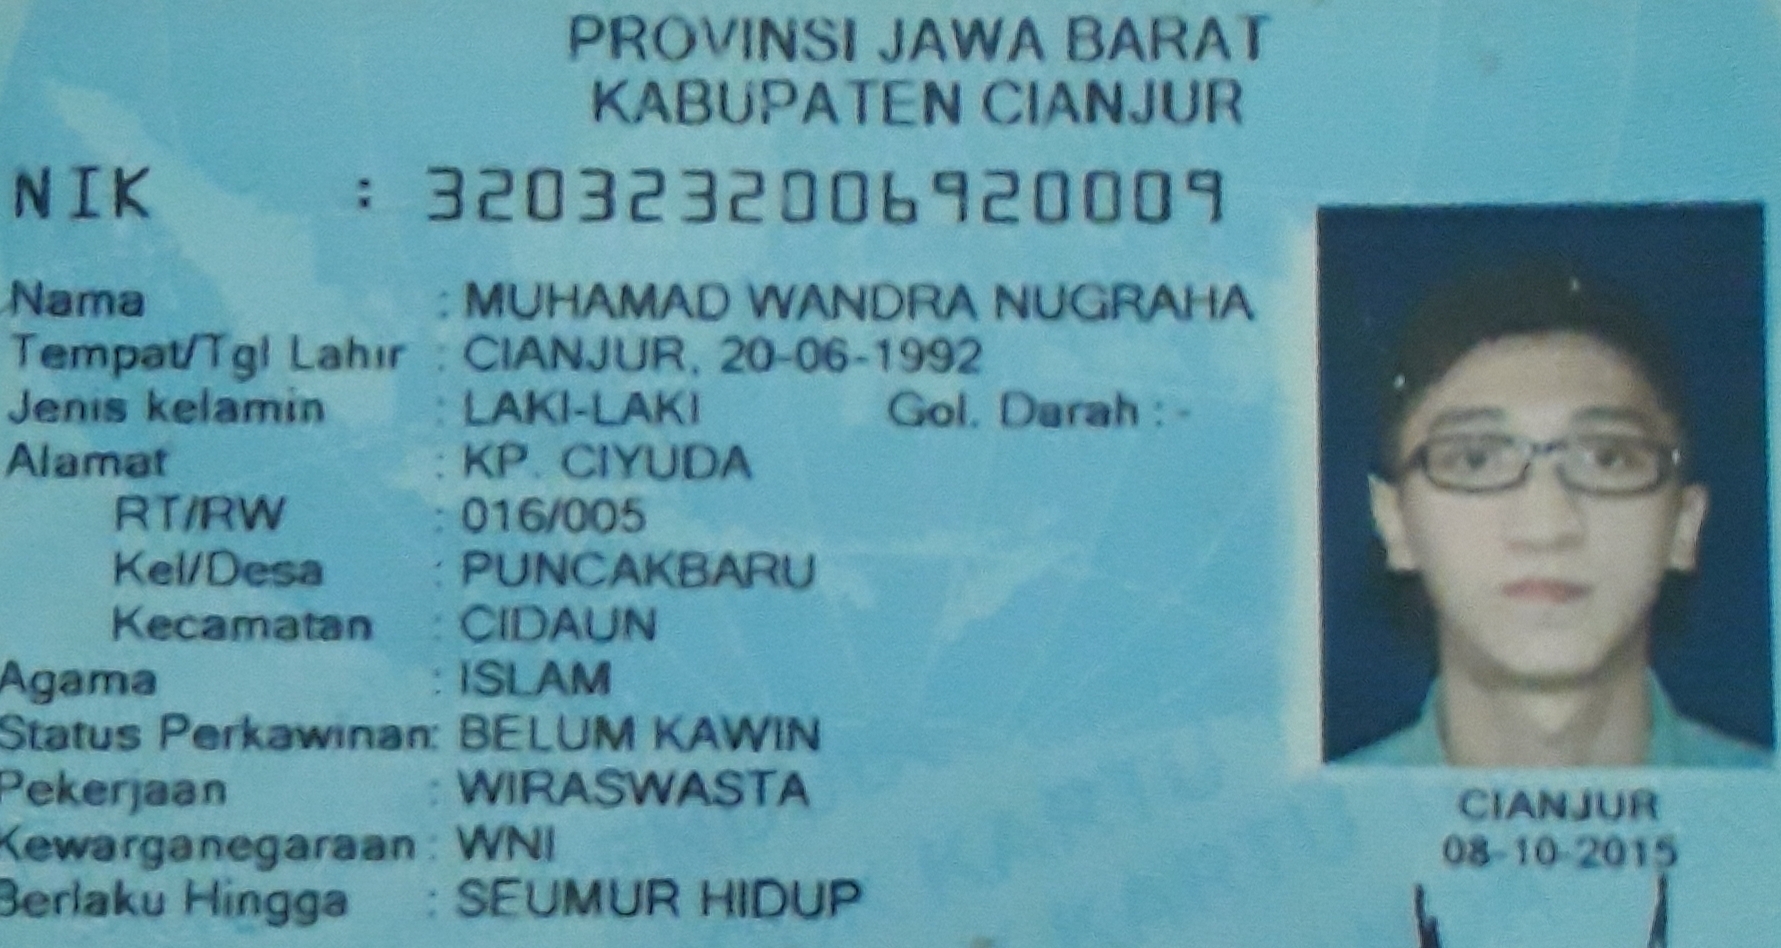 PROVINSI JAWA BARAT
KABUPATEN CIANJUR
NIK : 3203232006920009
Nama : MUHAMAD WANDRA NUGRAHA
Tempat/Tgl Lahir : CIANJUR, 20-06-1992
Jenis kelamin : LAKI-LAKI Gol. Darah : -
Alamat : KP. CIYUDA
RT/RW : 016/005
Kel/Desa : PUNCAKBARU
Kecamatan : CIDAUN
Agama : ISLAM
Status Perkawinan: BELUM KAWIN
Pekerjaan : WIRASWASTA
Kewarganegaraan : WNI
Berlaku Hingga : SEUMUR HIDUP
CIANJUR
08-10-2015